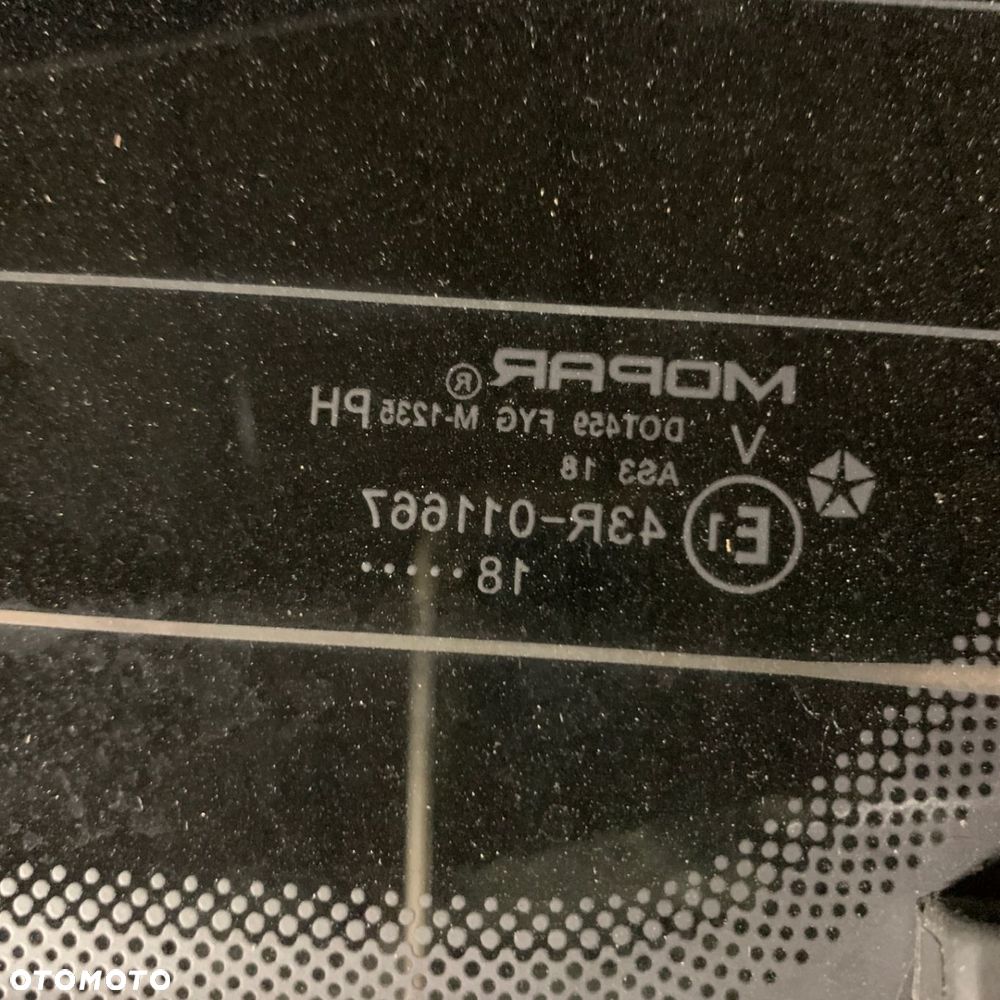 MOPAR®
V DOT459 FYG M-1235 PH
AS3 18
E1 43R-011667
18......
OTOMOTO